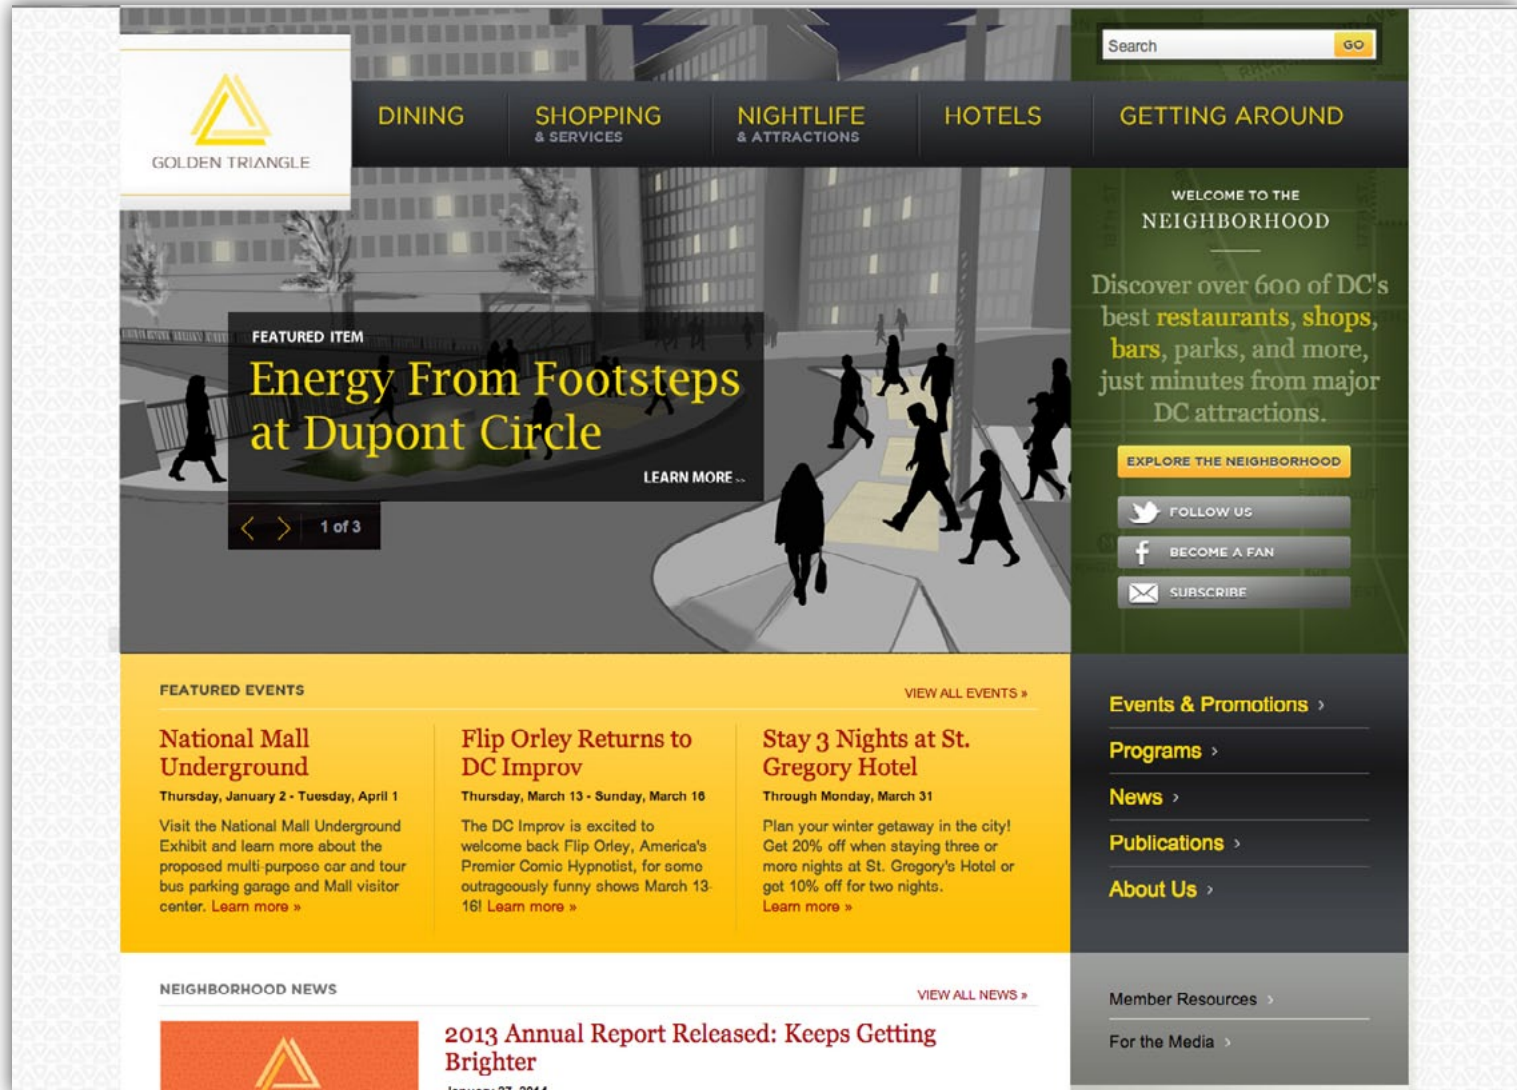 Search
GO
GOLDEN TRIANGLE
DINING
SHOPPING
& SERVICES
NIGHTLIFE
& ATTRACTIONS
HOTELS
GETTING AROUND
FEATURED ITEM
Energy From Footsteps
at Dupont Circle
LEARN MORE >>
1 of 3
WELCOME TO THE
NEIGHBORHOOD
Discover over 600 of DC's
best restaurants, shops,
bars, parks, and more,
just minutes from major
DC attractions.
EXPLORE THE NEIGHBORHOOD
FOLLOW US
BECOME A FAN
SUBSCRIBE
FEATURED EVENTS
VIEW ALL EVENTS »
National Mall
Underground
Thursday, January 2 - Tuesday, April 1
Visit the National Mall Underground
Exhibit and learn more about the
proposed multi-purpose car and tour
bus parking garage and Mall visitor
center. Learn more »
Flip Orley Returns to
DC Improv
Thursday, March 13 - Sunday, March 16
The DC Improv is excited to
welcome back Flip Orley, America's
Premier Comic Hypnotist, for some
outrageously funny shows March 13-
16! Learn more »
Stay 3 Nights at St.
Gregory Hotel
Through Monday, March 31
Plan your winter getaway in the city!
Get 20% off when staying three or
more nights at St. Gregory's Hotel or
get 10% off for two nights.
Learn more »
Events & Promotions ›
Programs ›
News ›
Publications ›
About Us ›
NEIGHBORHOOD NEWS
VIEW ALL NEWS »
2013 Annual Report Released: Keeps Getting
Brighter
January 27, 2014
Member Resources ›
For the Media ›